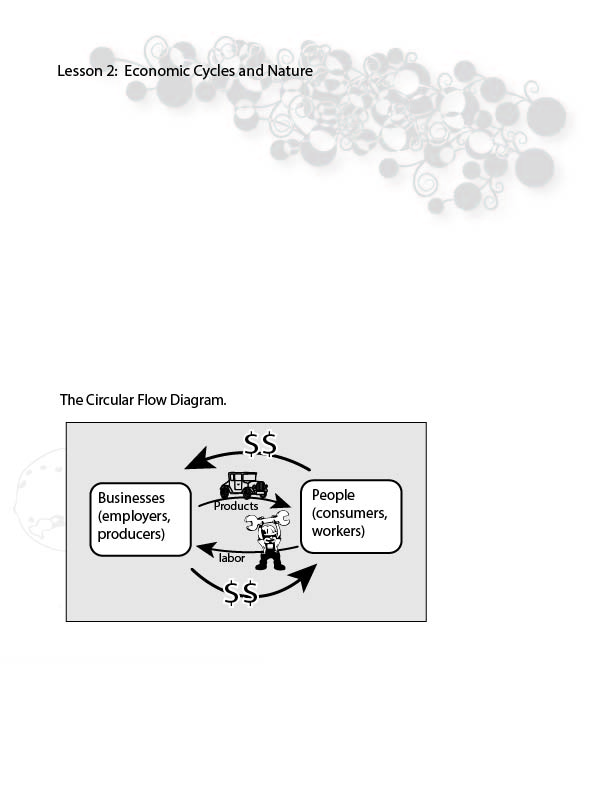 Lesson 2:  Economic Cycles and Nature
The Circular Flow Diagram.
$$
Businesses
(employers,
producers)
Products
People
(consumers,
workers)
labor
$$